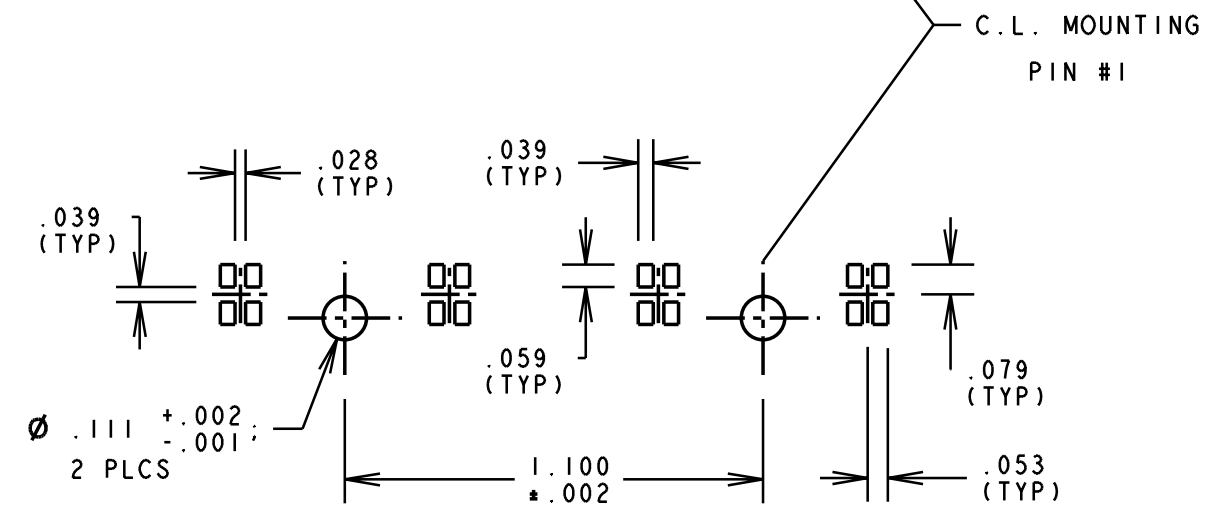 C.L. MOUNTING
PIN #1
.028
(TYP)
.039
(TYP)
.039
(TYP)
.059
(TYP)
.079
(TYP)
Ø .111 +.002
-.001;
2 PLCS
1.100
±.002
.053
(TYP)